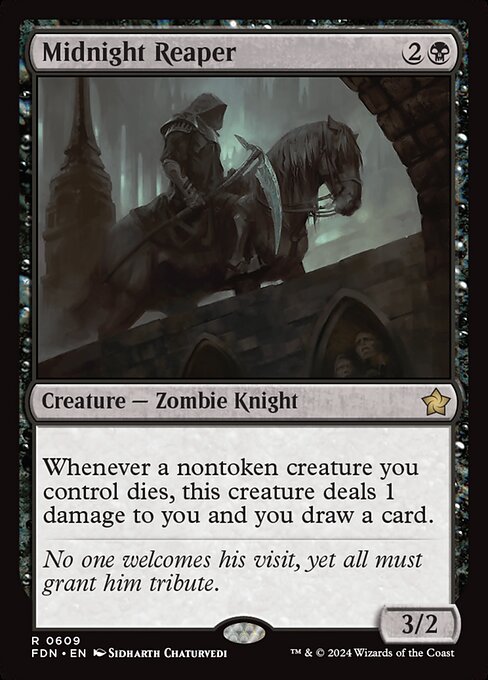 Midnight Reaper 2
Creature — Zombie Knight
Whenever a nontoken creature you
control dies, this creature deals 1
damage to you and you draw a card.
No one welcomes his visit, yet all must
grant him tribute.
3/2
R 0609
FDN • EN Sidharth Chaturvedi
™ & © 2024 Wizards of the Coast